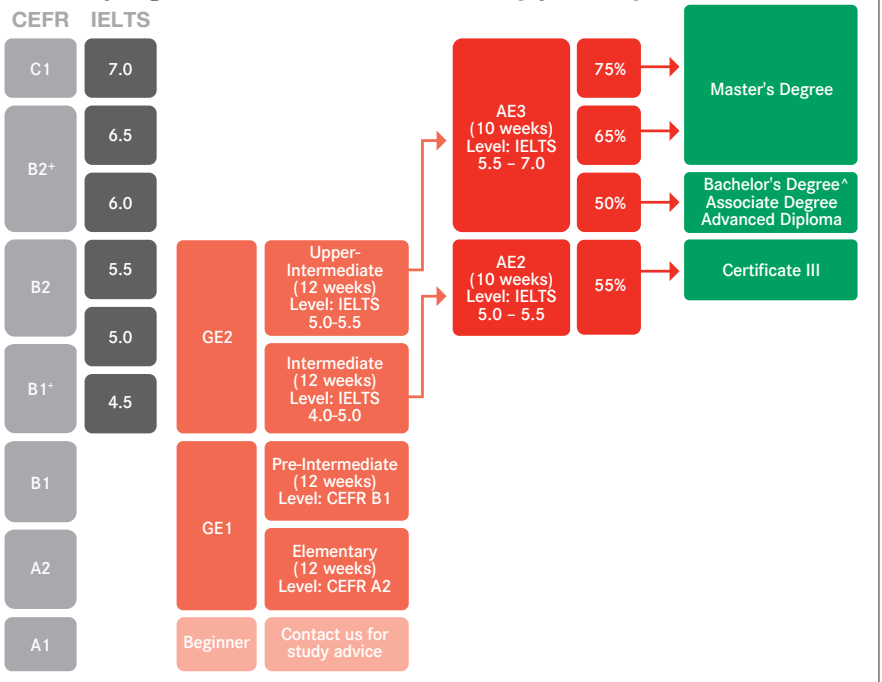 CEFR IELTS
C1
7.0
B2+
6.5
6.0
B2
5.5
5.0
B1+
4.5
B1
A2
A1
GE2
Upper-
Intermediate
(12 weeks)
Level: IELTS
5.0-5.5
Intermediate
(12 weeks)
Level: IELTS
4.0-5.0
GE1
Pre-Intermediate
(12 weeks)
Level: CEFR B1
Elementary
(12 weeks)
Level: CEFR A2
Beginner
Contact us for
study advice
AE3
(10 weeks)
Level: IELTS
5.5 – 7.0
75%
65%
50%
AE2
(10 weeks)
Level: IELTS
5.0 – 5.5
55%
Master's Degree
Bachelor's Degree^
Associate Degree
Advanced Diploma
Certificate III